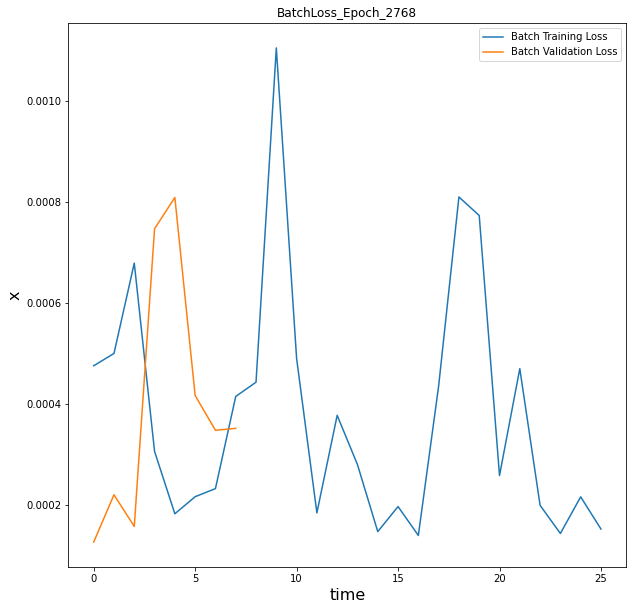 BatchLoss_Epoch_2768
Batch Training Loss
Batch Validation Loss
0.0010
0.0008
0.0006
0.0004
0.0002
x
0 5 10 15 20 25
time